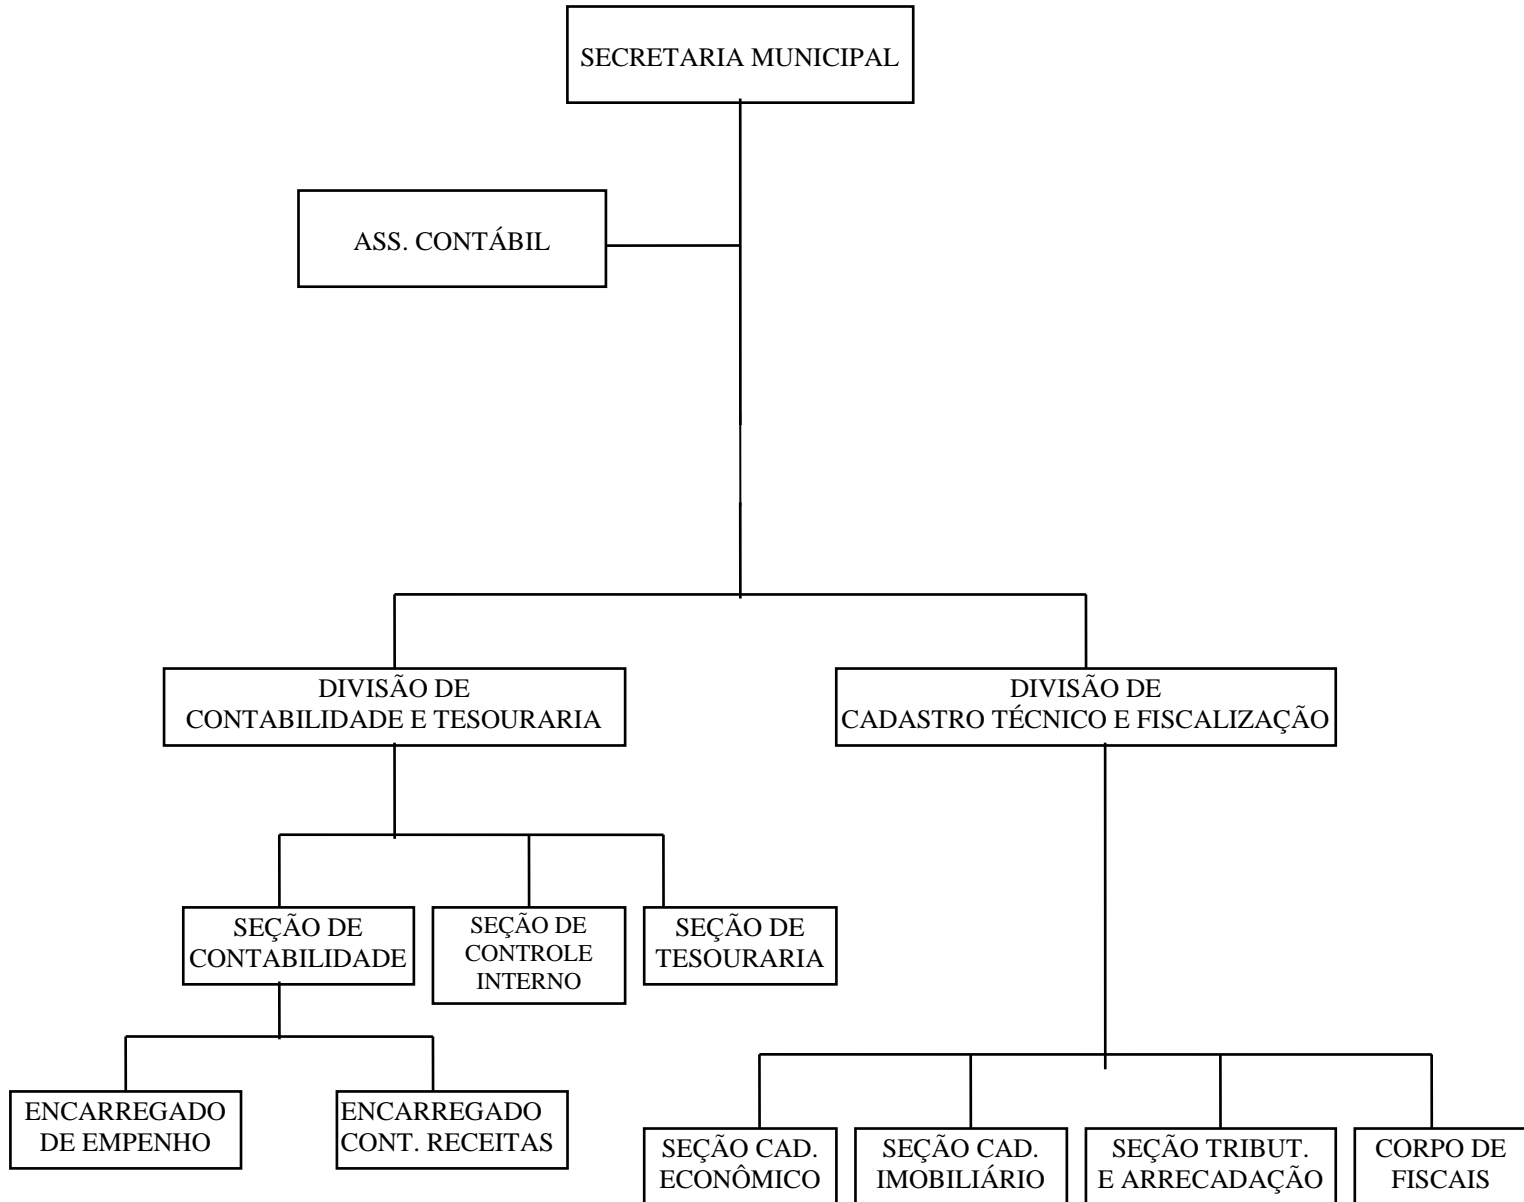 SECRETARIA MUNICIPAL
ASS. CONTÁBIL
DIVISÃO DE
CONTABILIDADE E TESOURARIA
DIVISÃO DE
CADASTRO TÉCNICO E FISCALIZAÇÃO
SEÇÃO DE
CONTABILIDADE
SEÇÃO DE
CONTROLE
INTERNO
SEÇÃO DE
TESOURARIA
ENCARREGADO
DE EMPENHO
ENCARREGADO
CONT. RECEITAS
SEÇÃO CAD.
ECONÔMICO
SEÇÃO CAD.
IMOBILIÁRIO
SEÇÃO TRIBUT.
E ARRECADAÇÃO
CORPO DE
FISCAIS